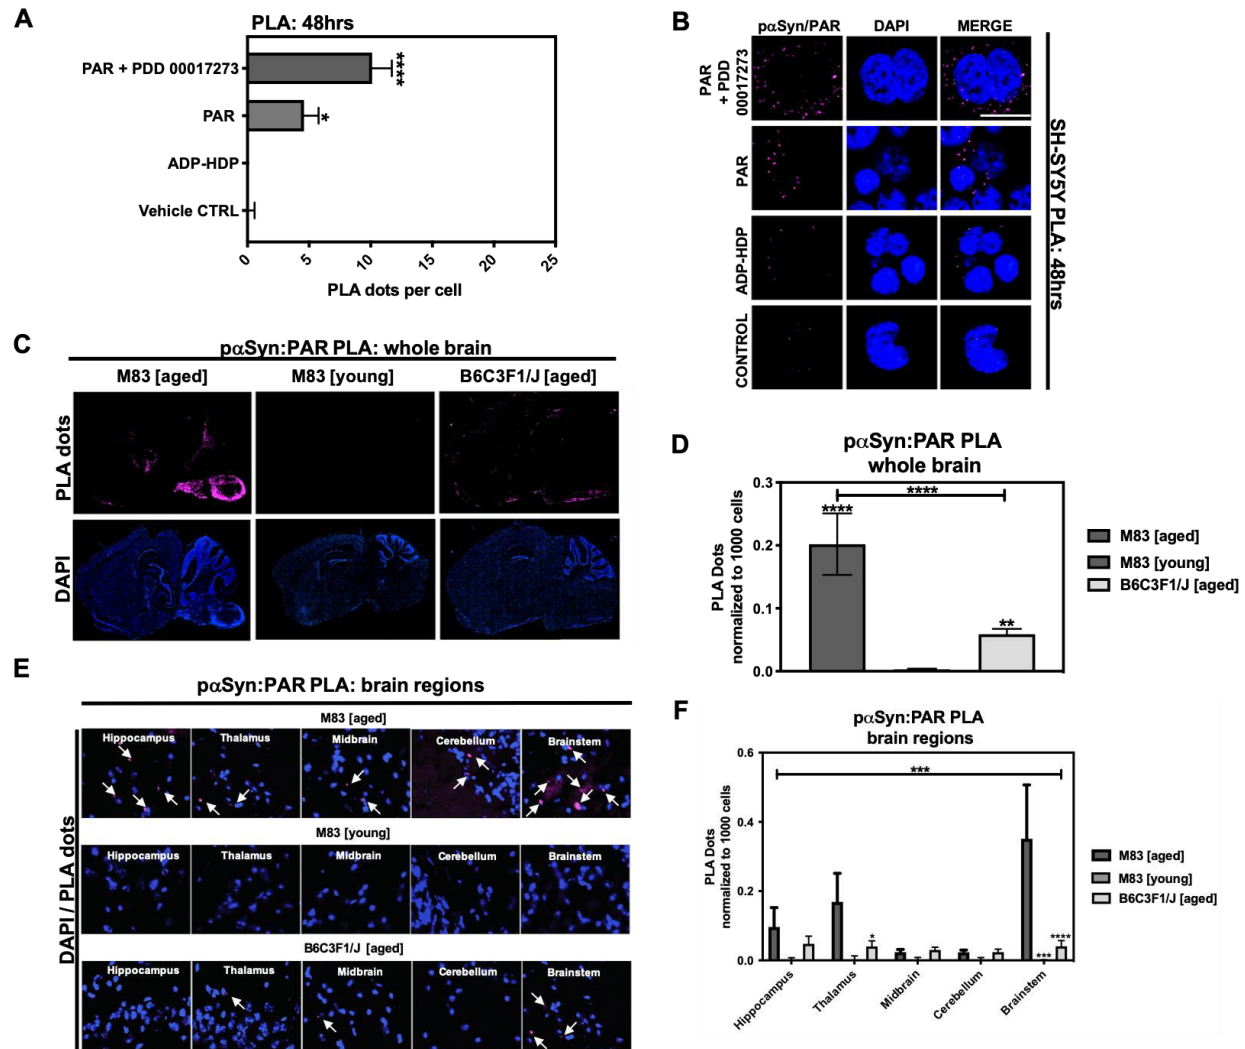 A
PLA: 48hrs
PAR + PDD 00017273
****
PAR
*
ADP-HDP
Vehicle CTRL
0 5 10 15 20 25
PLA dots per cell
B
pαSyn/PAR DAPI MERGE
PAR
+ PDD
00017273
PAR
ADP-HDP
CONTROL
SH-SY5Y PLA: 48hrs
C
pαSyn:PAR PLA: whole brain
M83 [aged] M83 [young] B6C3F1/J [aged]
PLA dots
DAPI
D
pαSyn:PAR PLA
whole brain
PLA Dots
normalized to 1000 cells
0.3
0.2
0.1
0.0
****
****
**
M83 [aged]
M83 [young]
B6C3F1/J [aged]
E
pαSyn:PAR PLA: brain regions
DAPI / PLA dots
M83 [aged]
Hippocampus Thalamus Midbrain Cerebellum Brainstem
M83 [young]
Hippocampus Thalamus Midbrain Cerebellum Brainstem
B6C3F1/J [aged]
Hippocampus Thalamus Midbrain Cerebellum Brainstem
F
pαSyn:PAR PLA
brain regions
PLA Dots
normalized to 1000 cells
0.6
0.4
0.2
0.0
***
*
*** ****
Hippocampus Thalamus Midbrain Cerebellum Brainstem
M83 [aged]
M83 [young]
B6C3F1/J [aged]